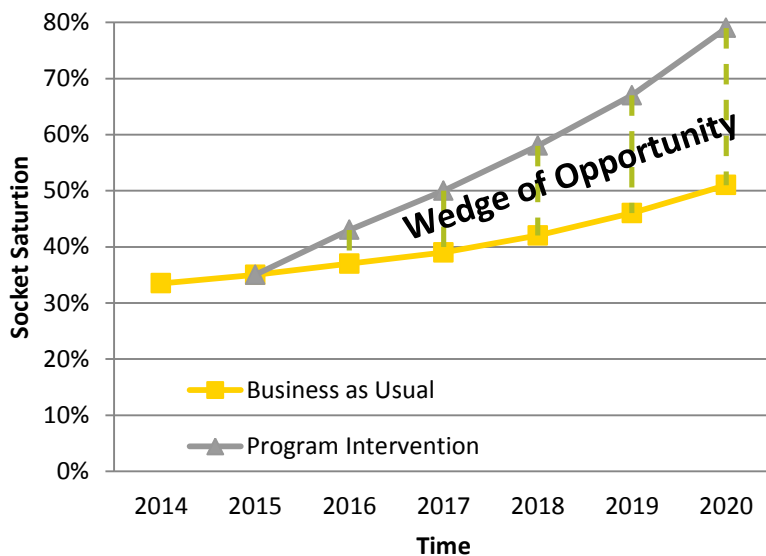 80%
70%
60%
50%
40%
30%
20%
10%
0%
Socket Saturtion
Wedge of Opportunity
Business as Usual
Program Intervention
2014 2015 2016 2017 2018 2019 2020
Time